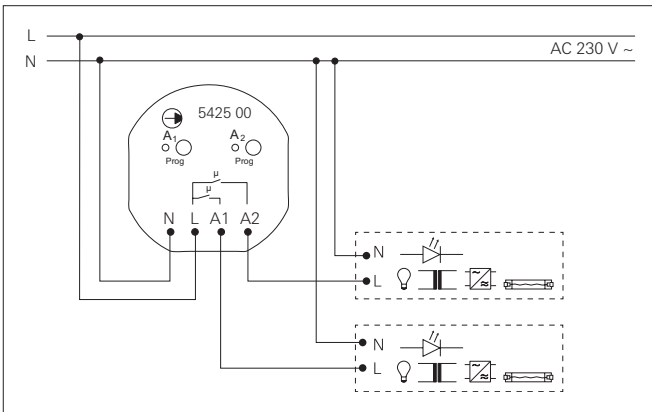 L
N
AC 230 V ~
5425 00
A1 A2
Prog Prog
µ
µ
N L A1 A2
N
L
N
L